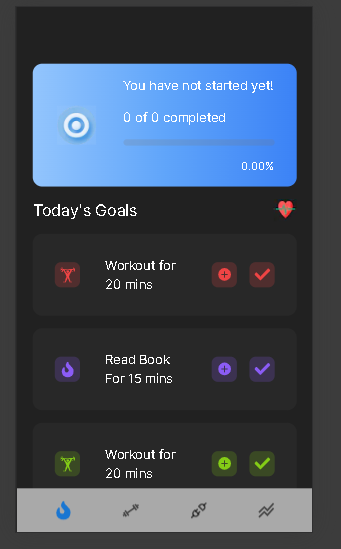 You have not started yet!
0 of 0 completed
0.00%
Today's Goals
Workout for
20 mins
Read Book
For 15 mins
Workout for
20 mins